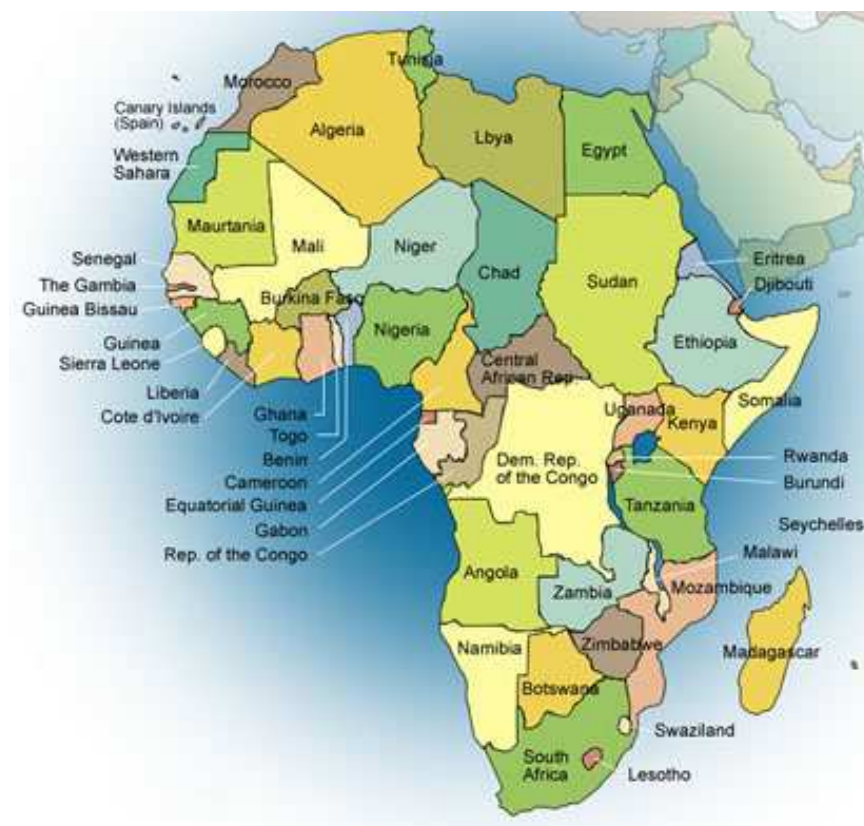 Tunisia
Morocco
Canary Islands
(Spain)
Algeria
Lbya
Egypt
Western
Sahara
Maurtania
Mali
Niger
Chad
Sudan
Senegal
The Gambia
Guinea Bissau
Burkina Faso
Eritrea
Djibouti
Nigeria
Guinea
Sierra Leone
Ethiopia
Central
African Rep.
Liberia
Cote d'Ivoire
Ghana
Togo
Benin
Cameroon
Equatorial Guinea
Gabon
Rep. of the Congo
Uganada
Kenya
Somalia
Dem. Rep.
of the Congo
Rwanda
Burundi
Tanzania
Seychelles
Malawi
Angola
Zambia
Mozambique
Namibia
Zimbabwe
Madagascar
Botswana
Swaziland
South
Africa
Lesotho